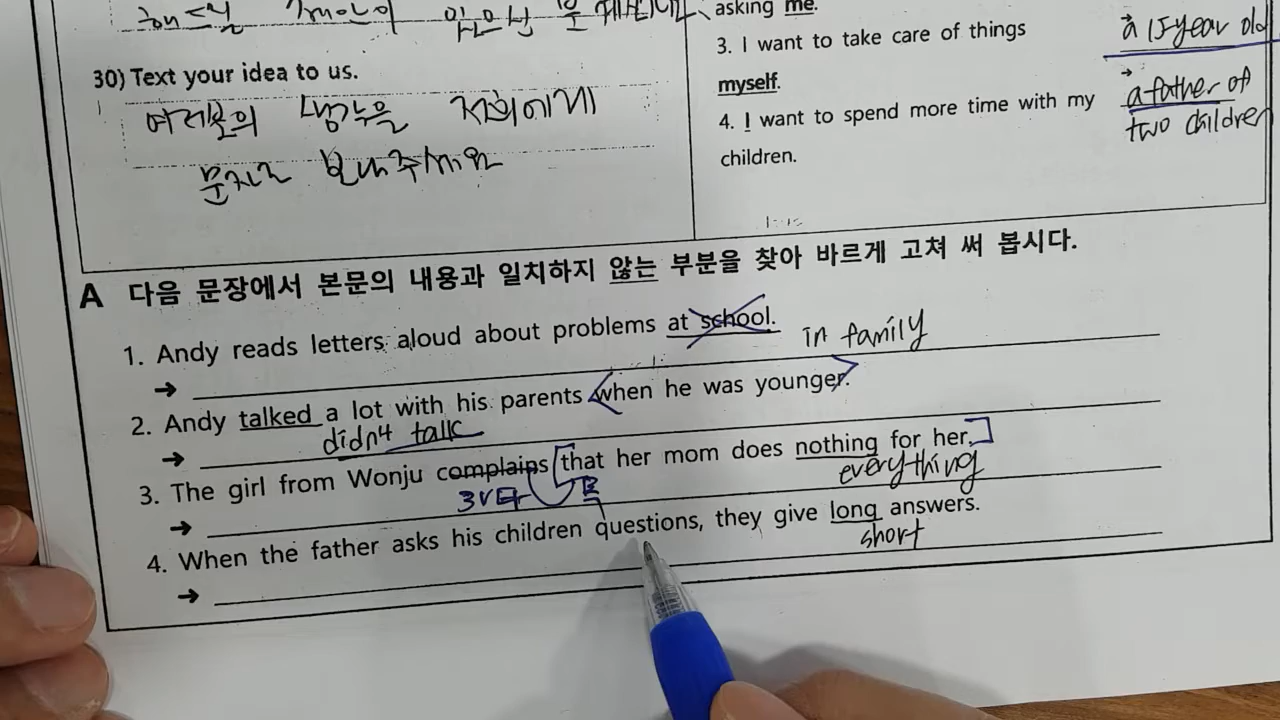 asking me.
30) Text your idea to us.
여러분의 생각을 저희에게
문자로 보내주세요
3. I want to take care of things
myself.
4. I want to spend more time with my
children.
a 15-year old
a father of
two children
A 다음 문장에서 본문의 내용과 일치하지 않는 부분을 찾아 바르게 고쳐 써 봅시다.
1. Andy reads letters aloud about problems at school.
in family
→
2. Andy talked a lot with his parents when he was younger.
didn't talk
→
3. The girl from Wonju complains that her mom does nothing for her.
everything
→
4. When the father asks his children questions, they give long answers.
short
→